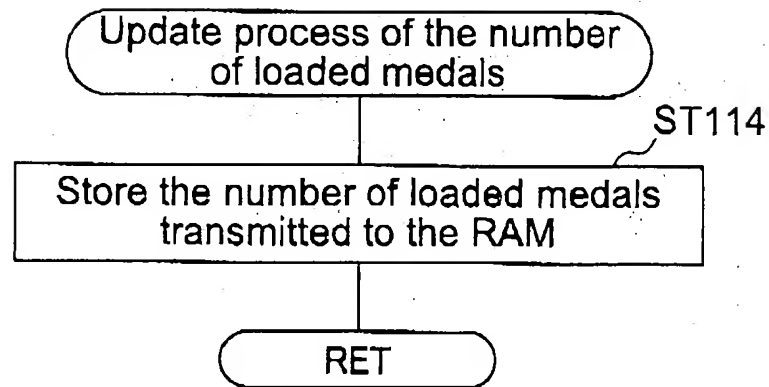 Update process of the number
of loaded medals
ST114
Store the number of loaded medals
transmitted to the RAM
RET